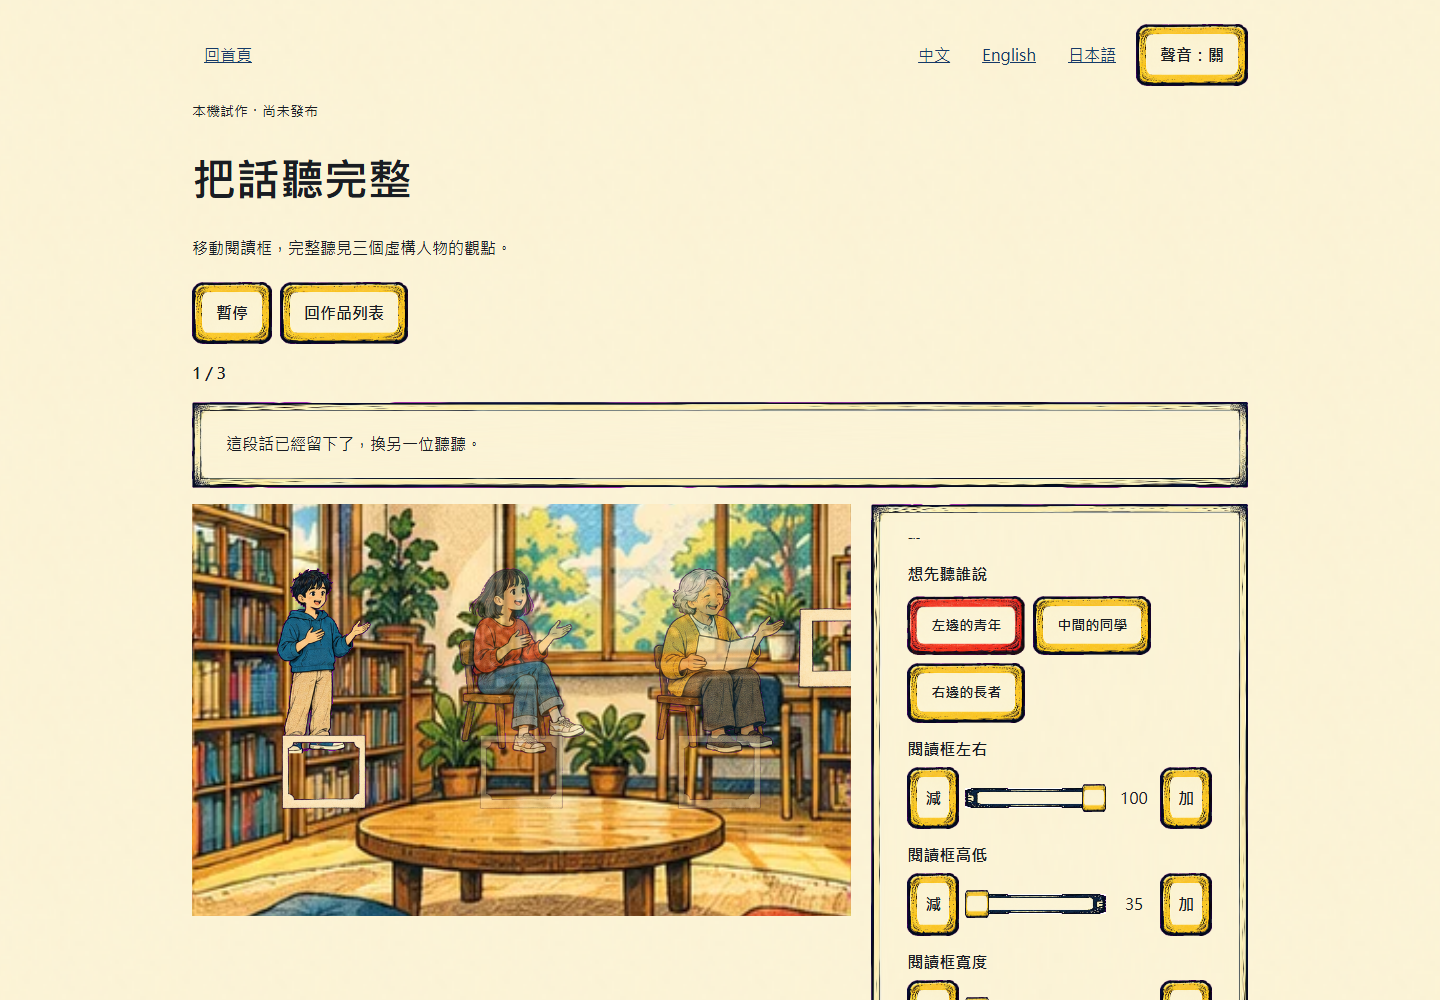 回首頁
中文 English 日本語 聲音：關
本機試作・尚未發布
把話聽完整
移動閱讀框，完整聽見三個虛構人物的觀點。
暫停 回作品列表
1 / 3
這段話已經留下了，換另一位聽聽。
—
想先聽誰說
左邊的青年 中間的同學
右邊的長者
閱讀框左右
減 100 加
閱讀框高低
減 35 加
閱讀框寬度